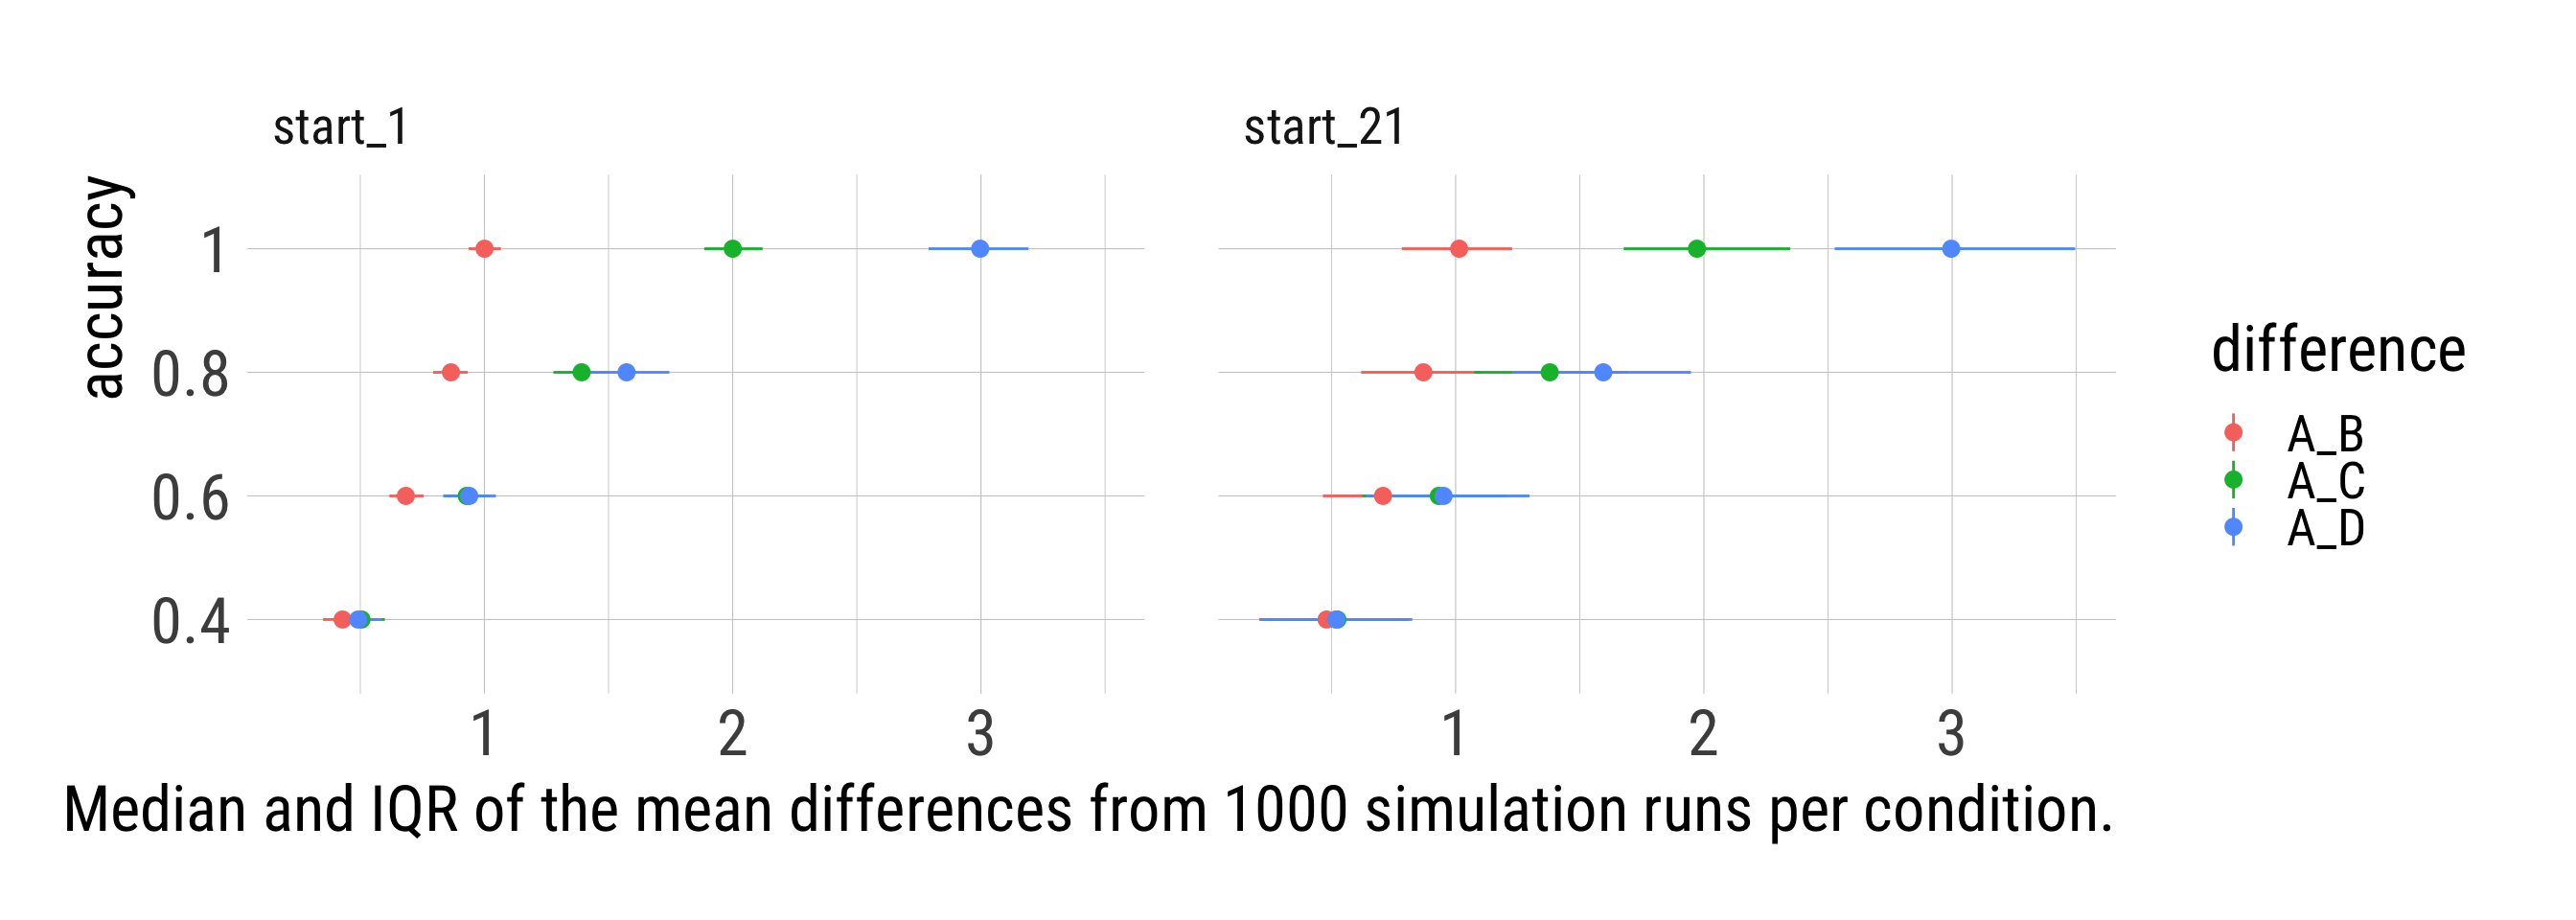 start_1
start_21
accuracy
1
0.8
0.6
0.4
1 2 3
1 2 3
Median and IQR of the mean differences from 1000 simulation runs per condition.
difference
A_B
A_C
A_D